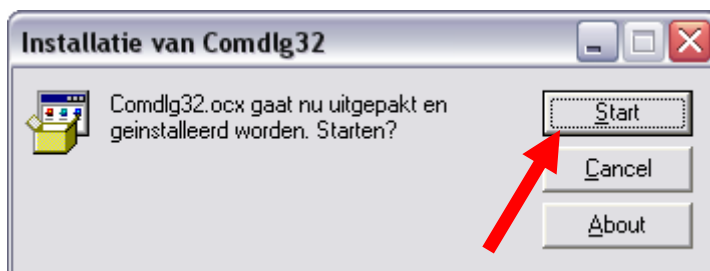 Installatie van Comdlg32
Comdlg32.ocx gaat nu uitgepakt en
geinstalleerd worden. Starten?
Start
Cancel
About